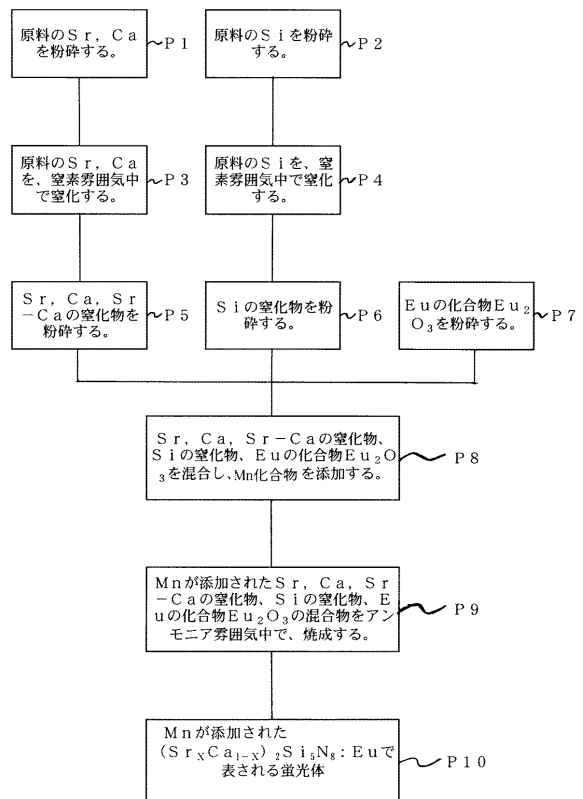 原料のSr，Ca
を粉砕する。
P1
原料のSiを粉砕
する。
P2
原料のSr，Ca
を、窒素雰囲気中
で窒化する。
P3
原料のSiを、窒
素雰囲気中で窒化
する。
P4
Sr，Ca，Sr
－Caの窒化物を
粉砕する。
P5
Siの窒化物を粉
砕する。
P6
Euの化合物Eu₂
O₃を粉砕する。
P7
Sr，Ca，Sr－Caの窒化物、
Siの窒化物、Euの化合物Eu₂O
₃を混合し、Mn化合物を添加する。
P8
Mnが添加されたSr，Ca，Sr
－Caの窒化物、Siの窒化物、E
uの化合物Eu₂O₃の混合物をアン
モニア雰囲気中で、焼成する。
P9
Mnが添加された
(SrₓCa₁₋ₓ)₂Si₅N₈：Euで
表される蛍光体
P10